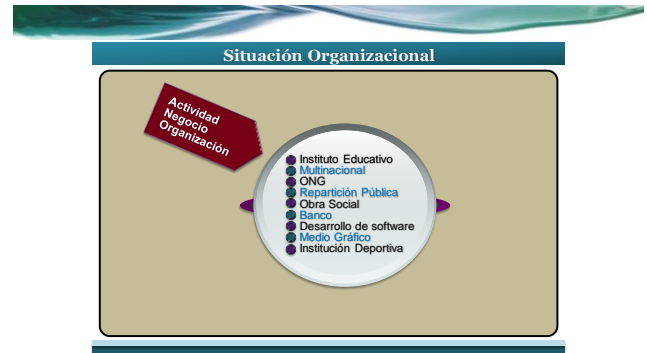 Situación Organizacional
Actividad
Negocio
Organización
Instituto Educativo
Multinacional
ONG
Repartición Pública
Obra Social
Banco
Desarrollo de software
Medio Gráfico
Institución Deportiva